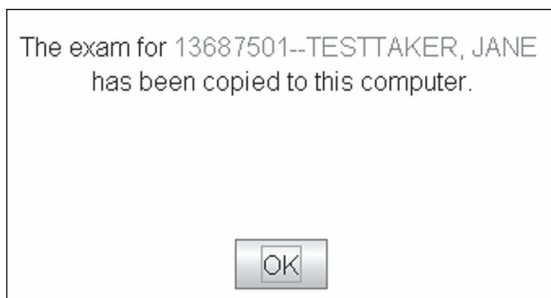 The exam for 13687501--TESTTAKER, JANE
has been copied to this computer.
OK